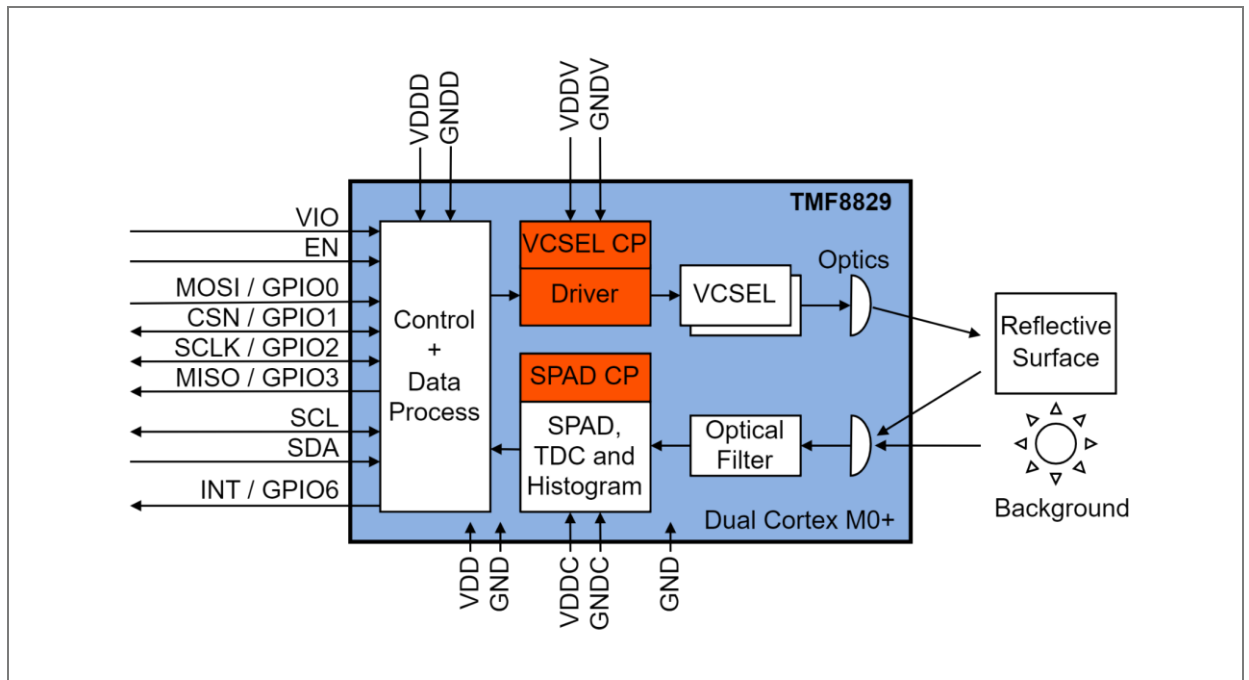 VDDD
GNDD
VDDV
GNDV
TMF8829
VIO
EN
MOSI / GPIO0
CSN / GPIO1
SCLK / GPIO2
MISO / GPIO3
SCL
SDA
INT / GPIO6
Control
+
Data
Process
VCSEL CP
Driver
VCSEL
Optics
Reflective
Surface
SPAD CP
SPAD,
TDC and
Histogram
Optical
Filter
Background
Dual Cortex M0+
VDD
GND
VDDC
GNDC
GND